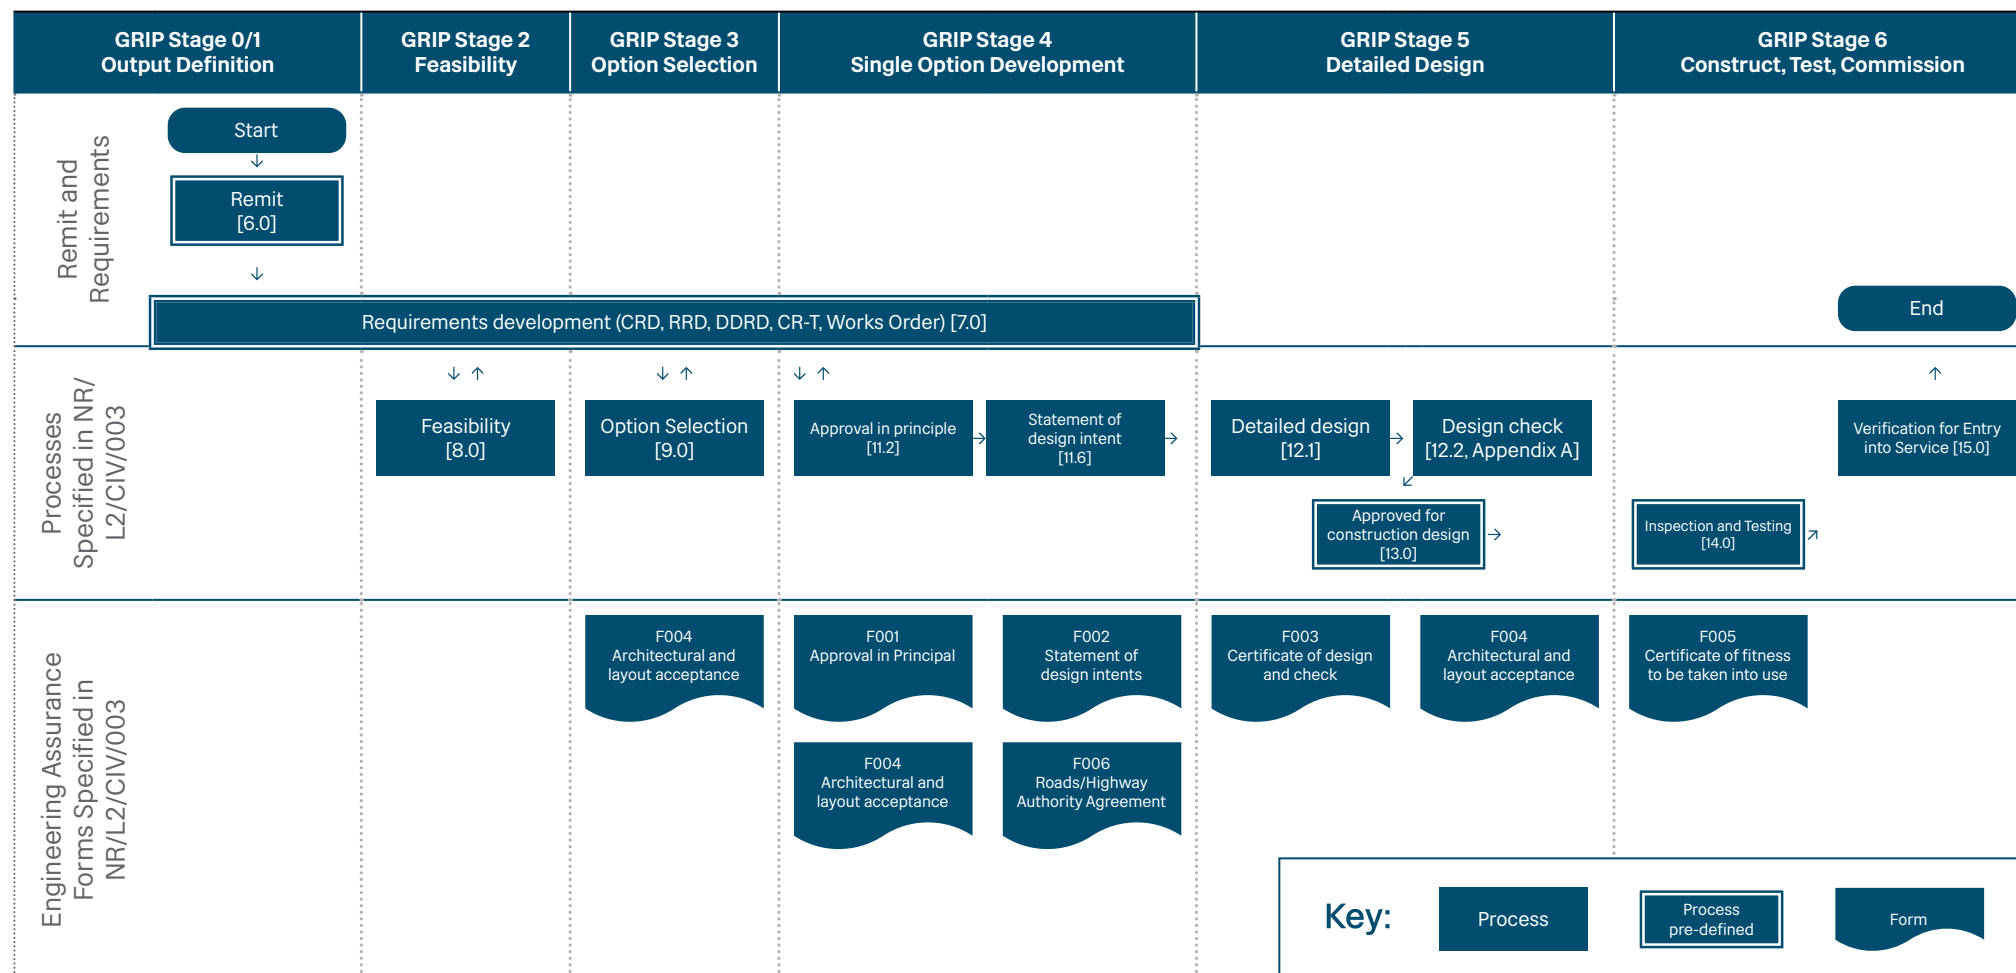 GRIP Stage 0/1
Output Definition
GRIP Stage 2
Feasibility
GRIP Stage 3
Option Selection
GRIP Stage 4
Single Option Development
GRIP Stage 5
Detailed Design
GRIP Stage 6
Construct, Test, Commission
Remit and
Requirements
Start
Remit
[6.0]
Requirements development (CRD, RRD, DDRD, CR-T, Works Order) [7.0]
End
Processes
Specified in NR/
L2/CIV/003
Feasibility
[8.0]
Option Selection
[9.0]
Approval in principle
[11.2]
Statement of
design intent
[11.6]
Detailed design
[12.1]
Design check
[12.2, Appendix A]
Verification for Entry
into Service [15.0]
Approved for
construction design
[13.0]
Inspection and Testing
[14.0]
Engineering Assurance
Forms Specified in
NR/L2/CIV/003
F004
Architectural and
layout acceptance
F001
Approval in Principal
F002
Statement of
design intents
F003
Certificate of design
and check
F004
Architectural and
layout acceptance
F005
Certificate of fitness
to be taken into use
F004
Architectural and
layout acceptance
F006
Roads/Highway
Authority Agreement
Key:
Process
Process
pre-defined
Form